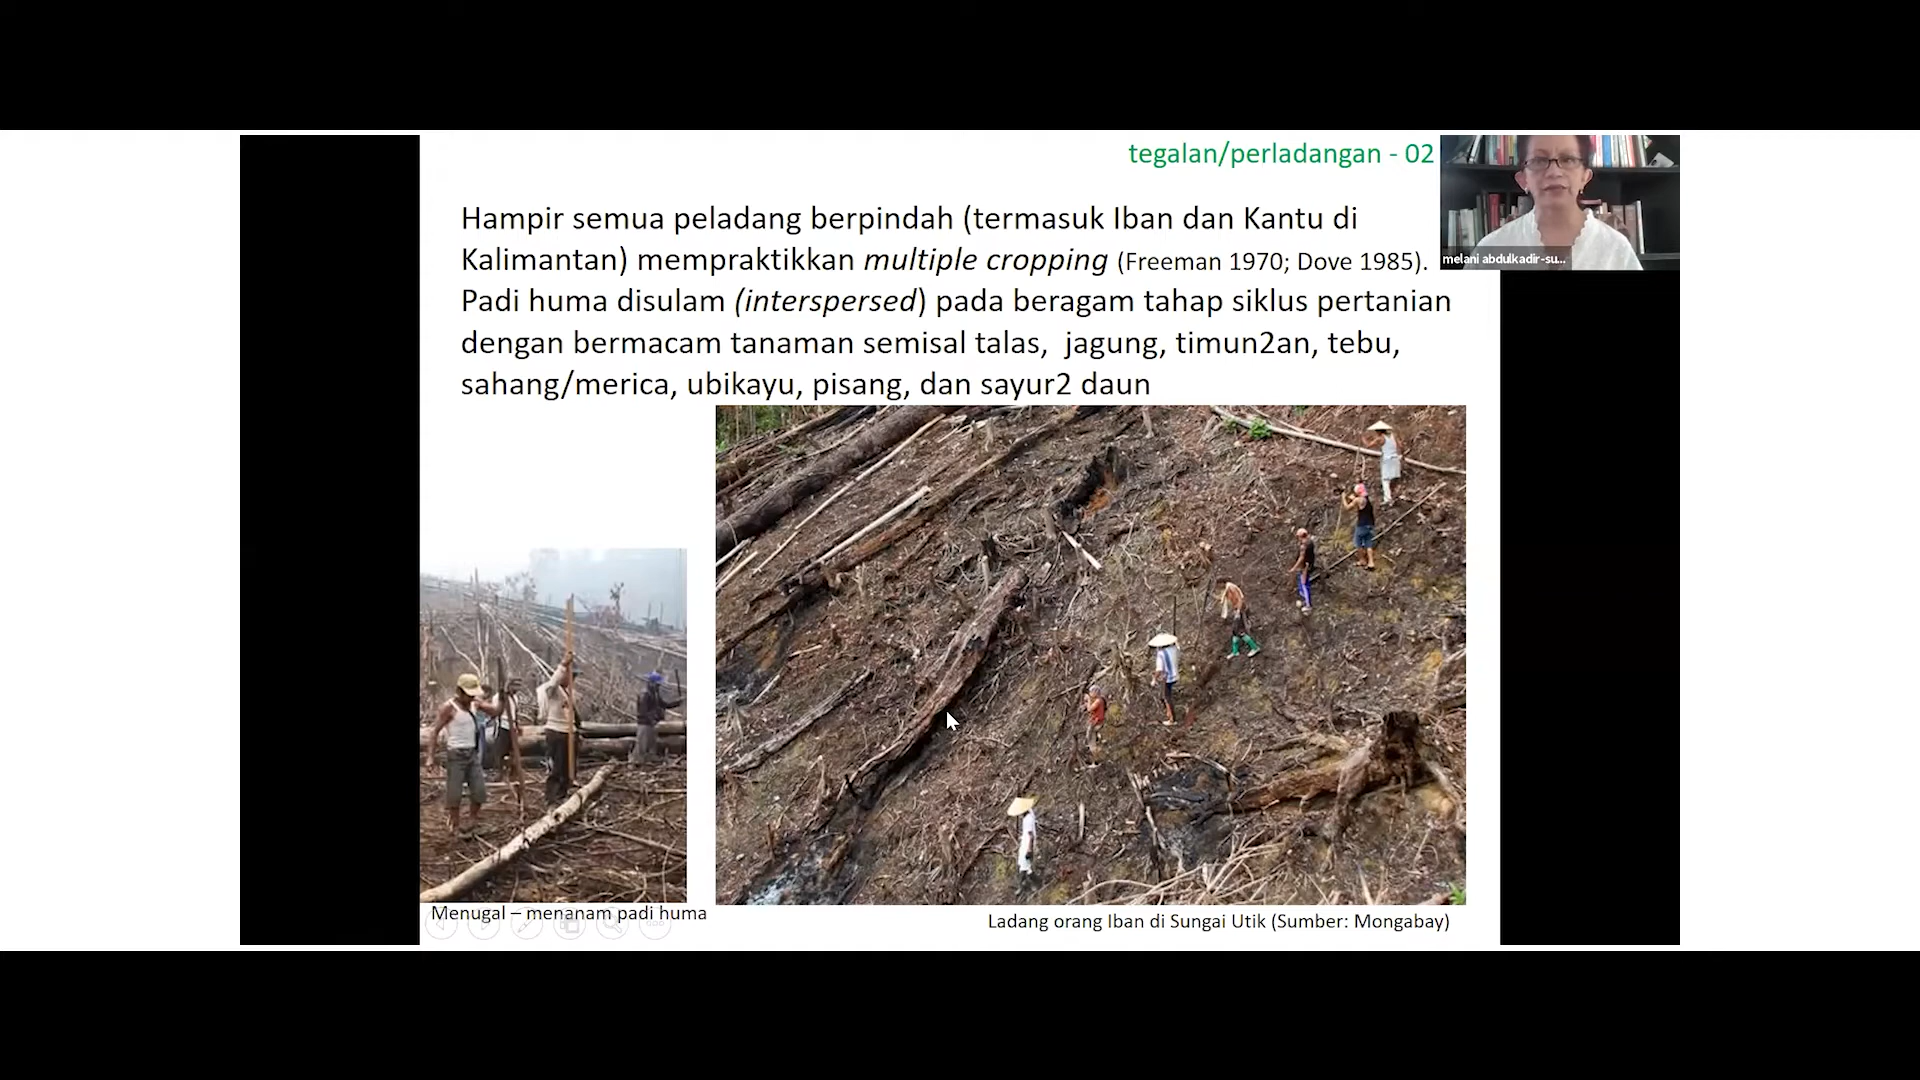 tegalan/perladangan - 02
melani abdulkadir-su...
Hampir semua peladang berpindah (termasuk Iban dan Kantu di
Kalimantan) mempraktikkan multiple cropping (Freeman 1970; Dove 1985).
Padi huma disulam (interspersed) pada beragam tahap siklus pertanian
dengan bermacam tanaman semisal talas, jagung, timun2an, tebu,
sahang/merica, ubikayu, pisang, dan sayur2 daun
Menugal – menanam padi huma
Ladang orang Iban di Sungai Utik (Sumber: Mongabay)